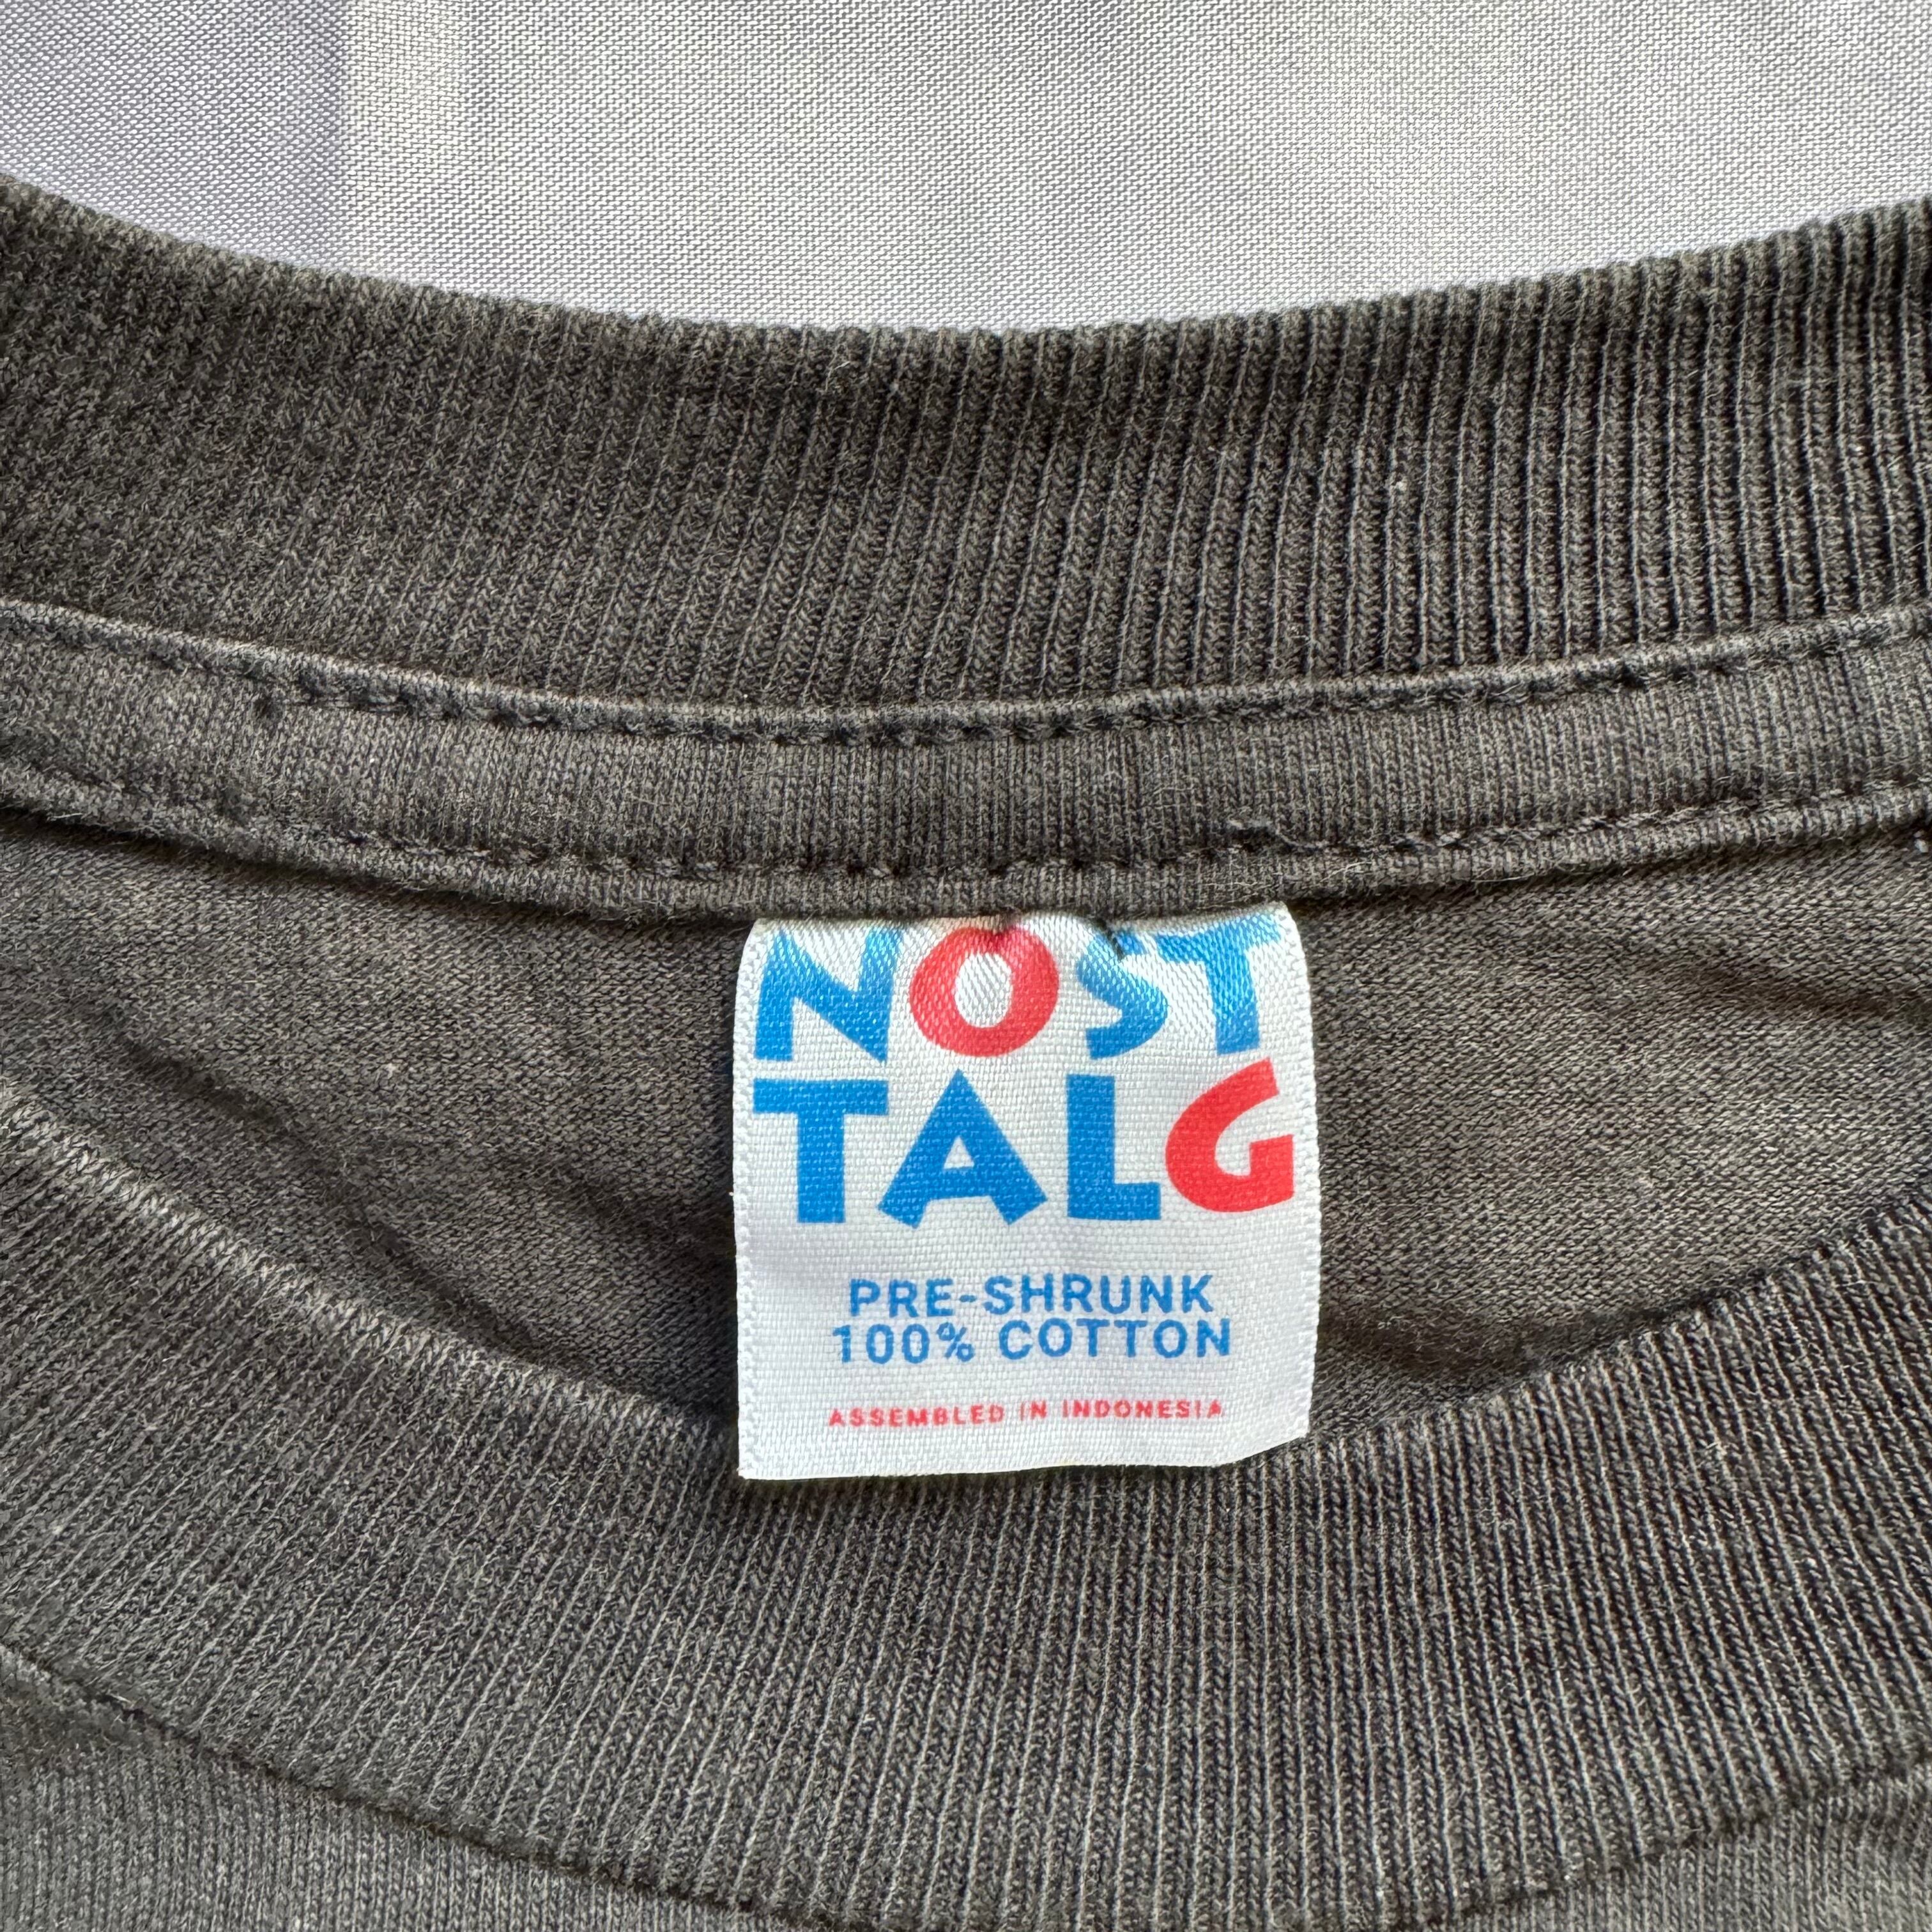 NOST
TALG
PRE-SHRUNK
100% COTTON
ASSEMBLED IN INDONESIA